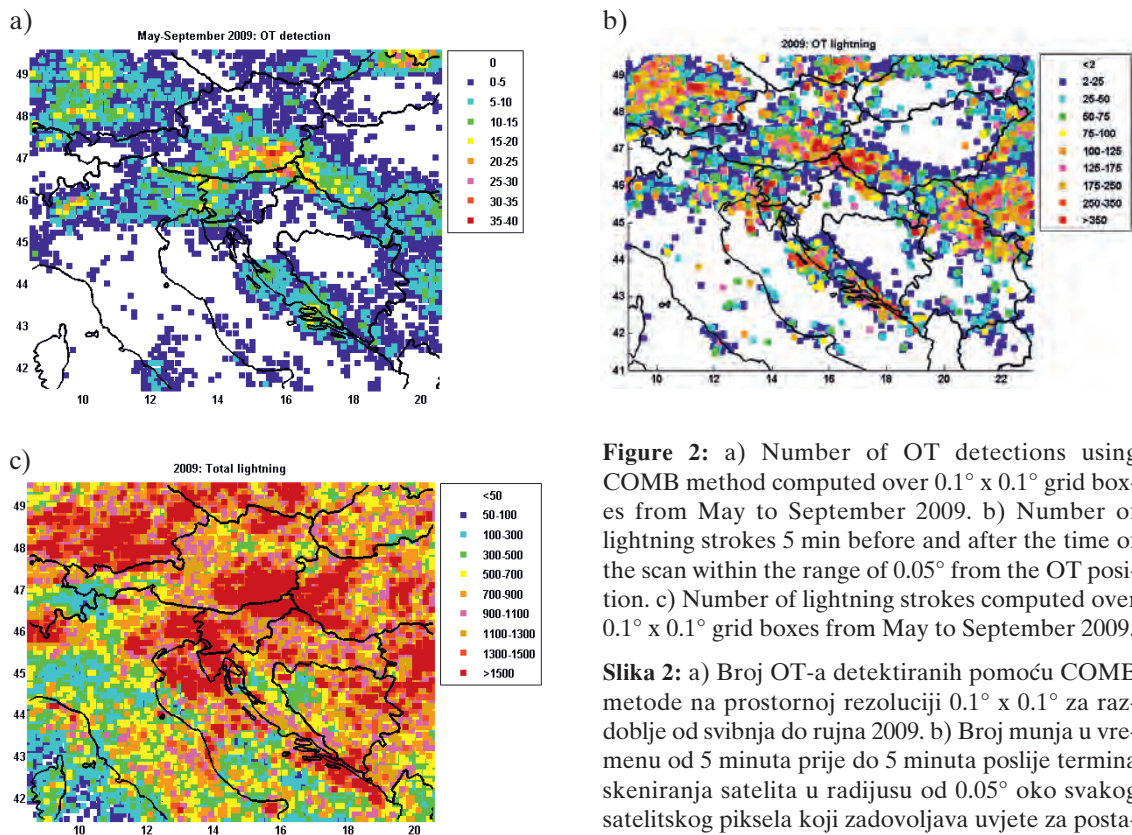 a)
May-September 2009: OT detection
49
48
47
46
45
44
43
42
10 12 14 16 18 20
0
0-5
5-10
10-15
15-20
20-25
25-30
30-35
35-40
b)
2009: OT lightning
49
48
47
46
45
44
43
42
41
10 12 14 16 18 20 22
<2
2-25
25-50
50-75
75-100
100-125
125-175
175-250
250-350
>350
c)
2009: Total lightning
49
48
47
46
45
44
43
42
10 12 14 16 18 20
<50
50-100
100-300
300-500
500-700
700-900
900-1100
1100-1300
1300-1500
>1500
Figure 2: a) Number of OT detections using
COMB method computed over 0.1° x 0.1° grid box-
es from May to September 2009. b) Number of
lightning strokes 5 min before and after the time of
the scan within the range of 0.05° from the OT posi-
tion. c) Number of lightning strokes computed over
0.1° x 0.1° grid boxes from May to September 2009.
Slika 2: a) Broj OT-a detektiranih pomoću COMB
metode na prostornoj rezoluciji 0.1° x 0.1° za raz-
doblje od svibnja do rujna 2009. b) Broj munja u vre-
menu od 5 minuta prije do 5 minuta poslije termina
skeniranja satelita u radijusu od 0.05° oko svakog
satelitskog piksela koji zadovoljava uvjete za posta-